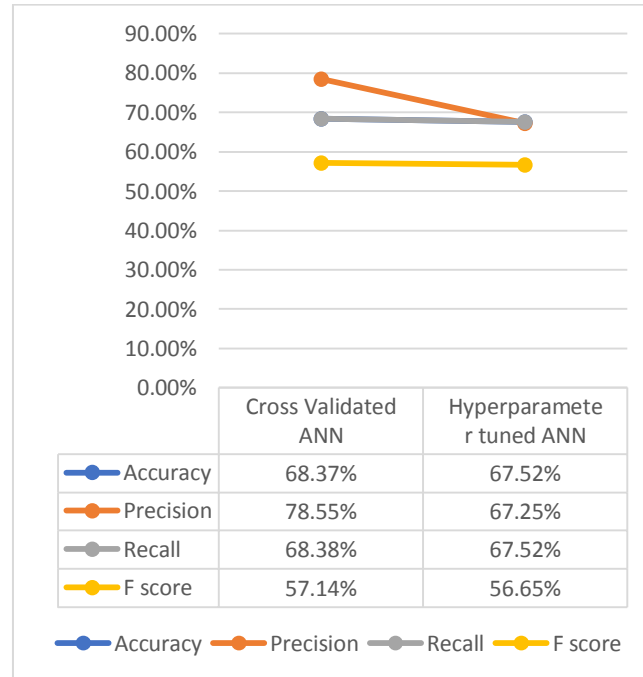 90.00%
80.00%
70.00%
60.00%
50.00%
40.00%
30.00%
20.00%
10.00%
0.00%
Cross Validated Hyperparamete
ANN r tuned ANN
Accuracy 68.37% 67.52%
Precision 78.55% 67.25%
Recall 68.38% 67.52%
F score 57.14% 56.65%
Accuracy Precision Recall F score